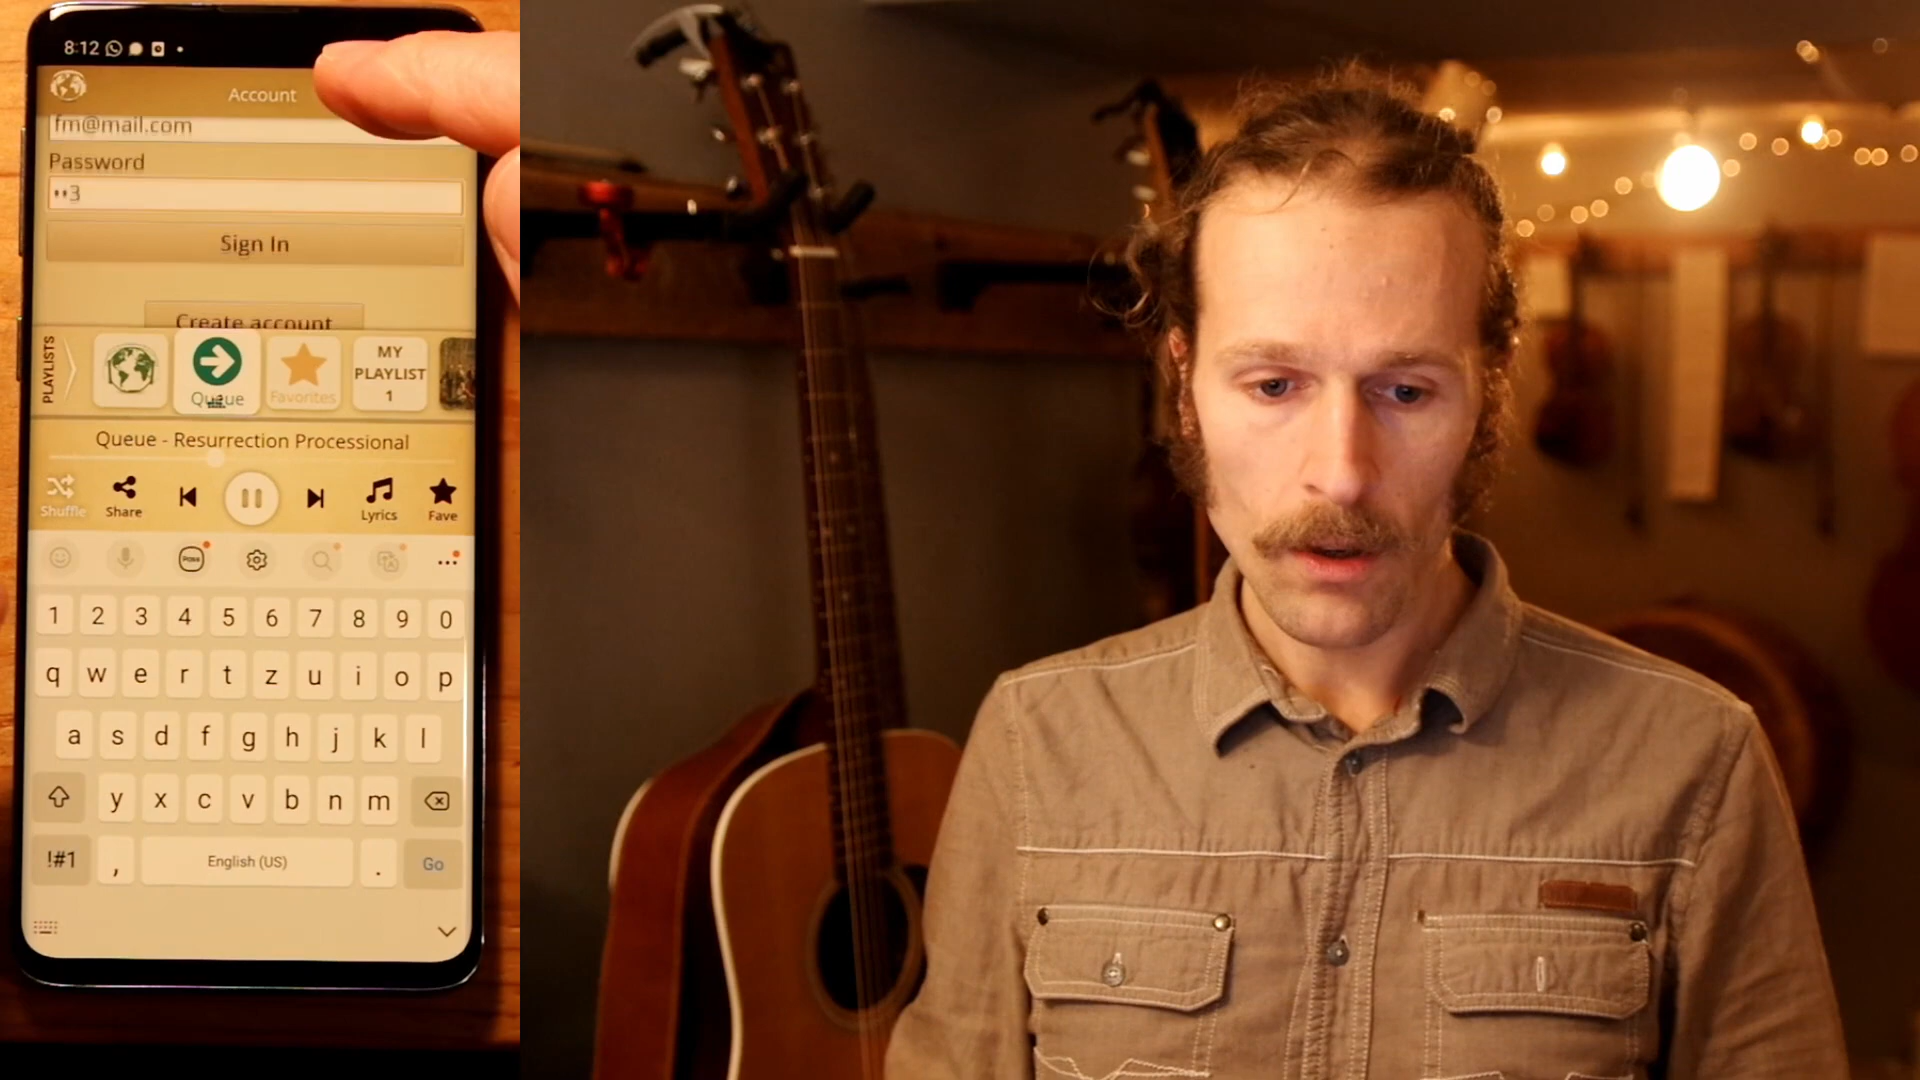 8:12
Account
fm@mail.com
Password
••3
Sign In
Create account
PLAYLISTS
Queue
Favorites
MY
PLAYLIST
1
Queue - Resurrection Processional
Shuffle
Share
Lyrics
Fave
1 2 3 4 5 6 7 8 9 0
q w e r t z u i o p
a s d f g h j k l
y x c v b n m
!#1 , English (US) . Go